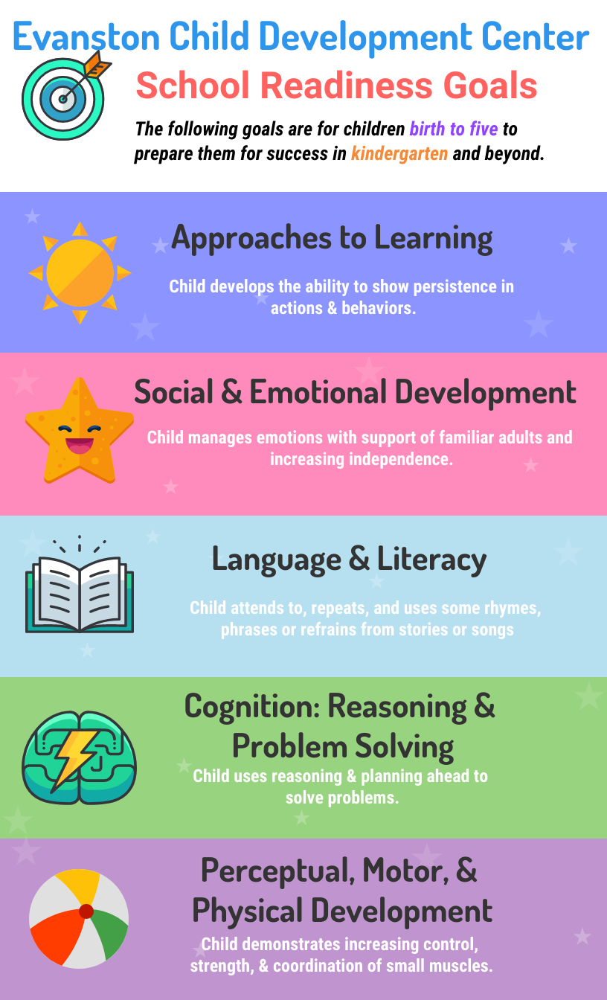 Evanston Child Development Center
School Readiness Goals
The following goals are for children birth to five to
prepare them for success in kindergarten and beyond.
Approaches to Learning
Child develops the ability to show persistence in
actions & behaviors.
Social & Emotional Development
Child manages emotions with support of familiar adults and
increasing independence.
Language & Literacy
Child attends to, repeats, and uses some rhymes,
phrases or refrains from stories or songs
Cognition: Reasoning &
Problem Solving
Child uses reasoning & planning ahead to
solve problems.
Perceptual, Motor, &
Physical Development
Child demonstrates increasing control,
strength, & coordination of small muscles.